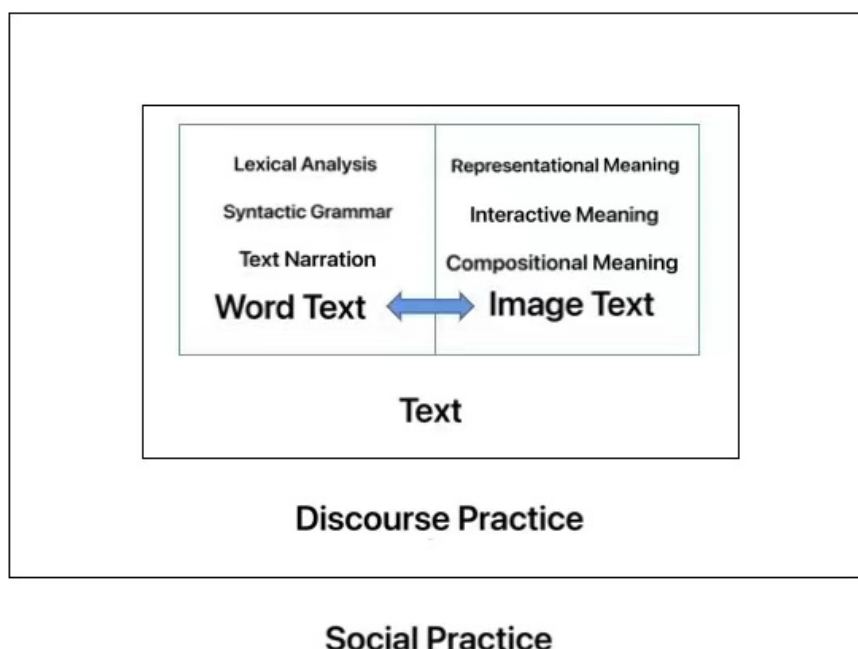 Lexical Analysis
Syntactic Grammar
Text Narration
Word Text
Representational Meaning
Interactive Meaning
Compositional Meaning
Image Text
Text
Discourse Practice
Social Practice